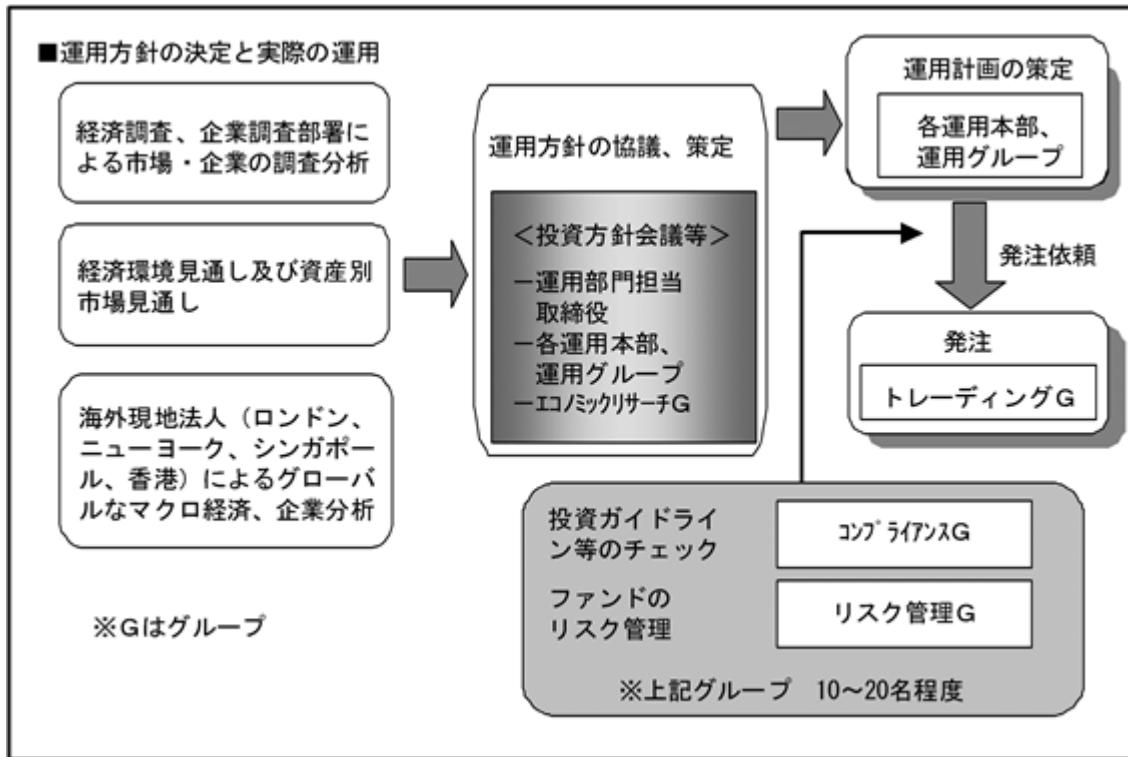 ■運用方針の決定と実際の運用
経済調査、企業調査部署に
よる市場・企業の調査分析
経済環境見通し及び資産別
市場見通し
海外現地法人（ロンドン、
ニューヨーク、シンガポー
ル、香港）によるグローバ
ルなマクロ経済、企業分析
※Ｇはグループ
運用方針の協議、策定
＜投資方針会議等＞
－運用部門担当
取締役
－各運用本部、
運用グループ
－ｴｺﾉﾐｯｸﾘｻｰﾁＧ
運用計画の策定
各運用本部、
運用グループ
発注依頼
発注
トレーディングＧ
投資ガイドライ
ン等のチェック
ｺﾝﾌﾟﾗｲｱﾝｽＧ
ファンドの
リスク管理
リスク管理Ｇ
※上記グループ　10～20名程度